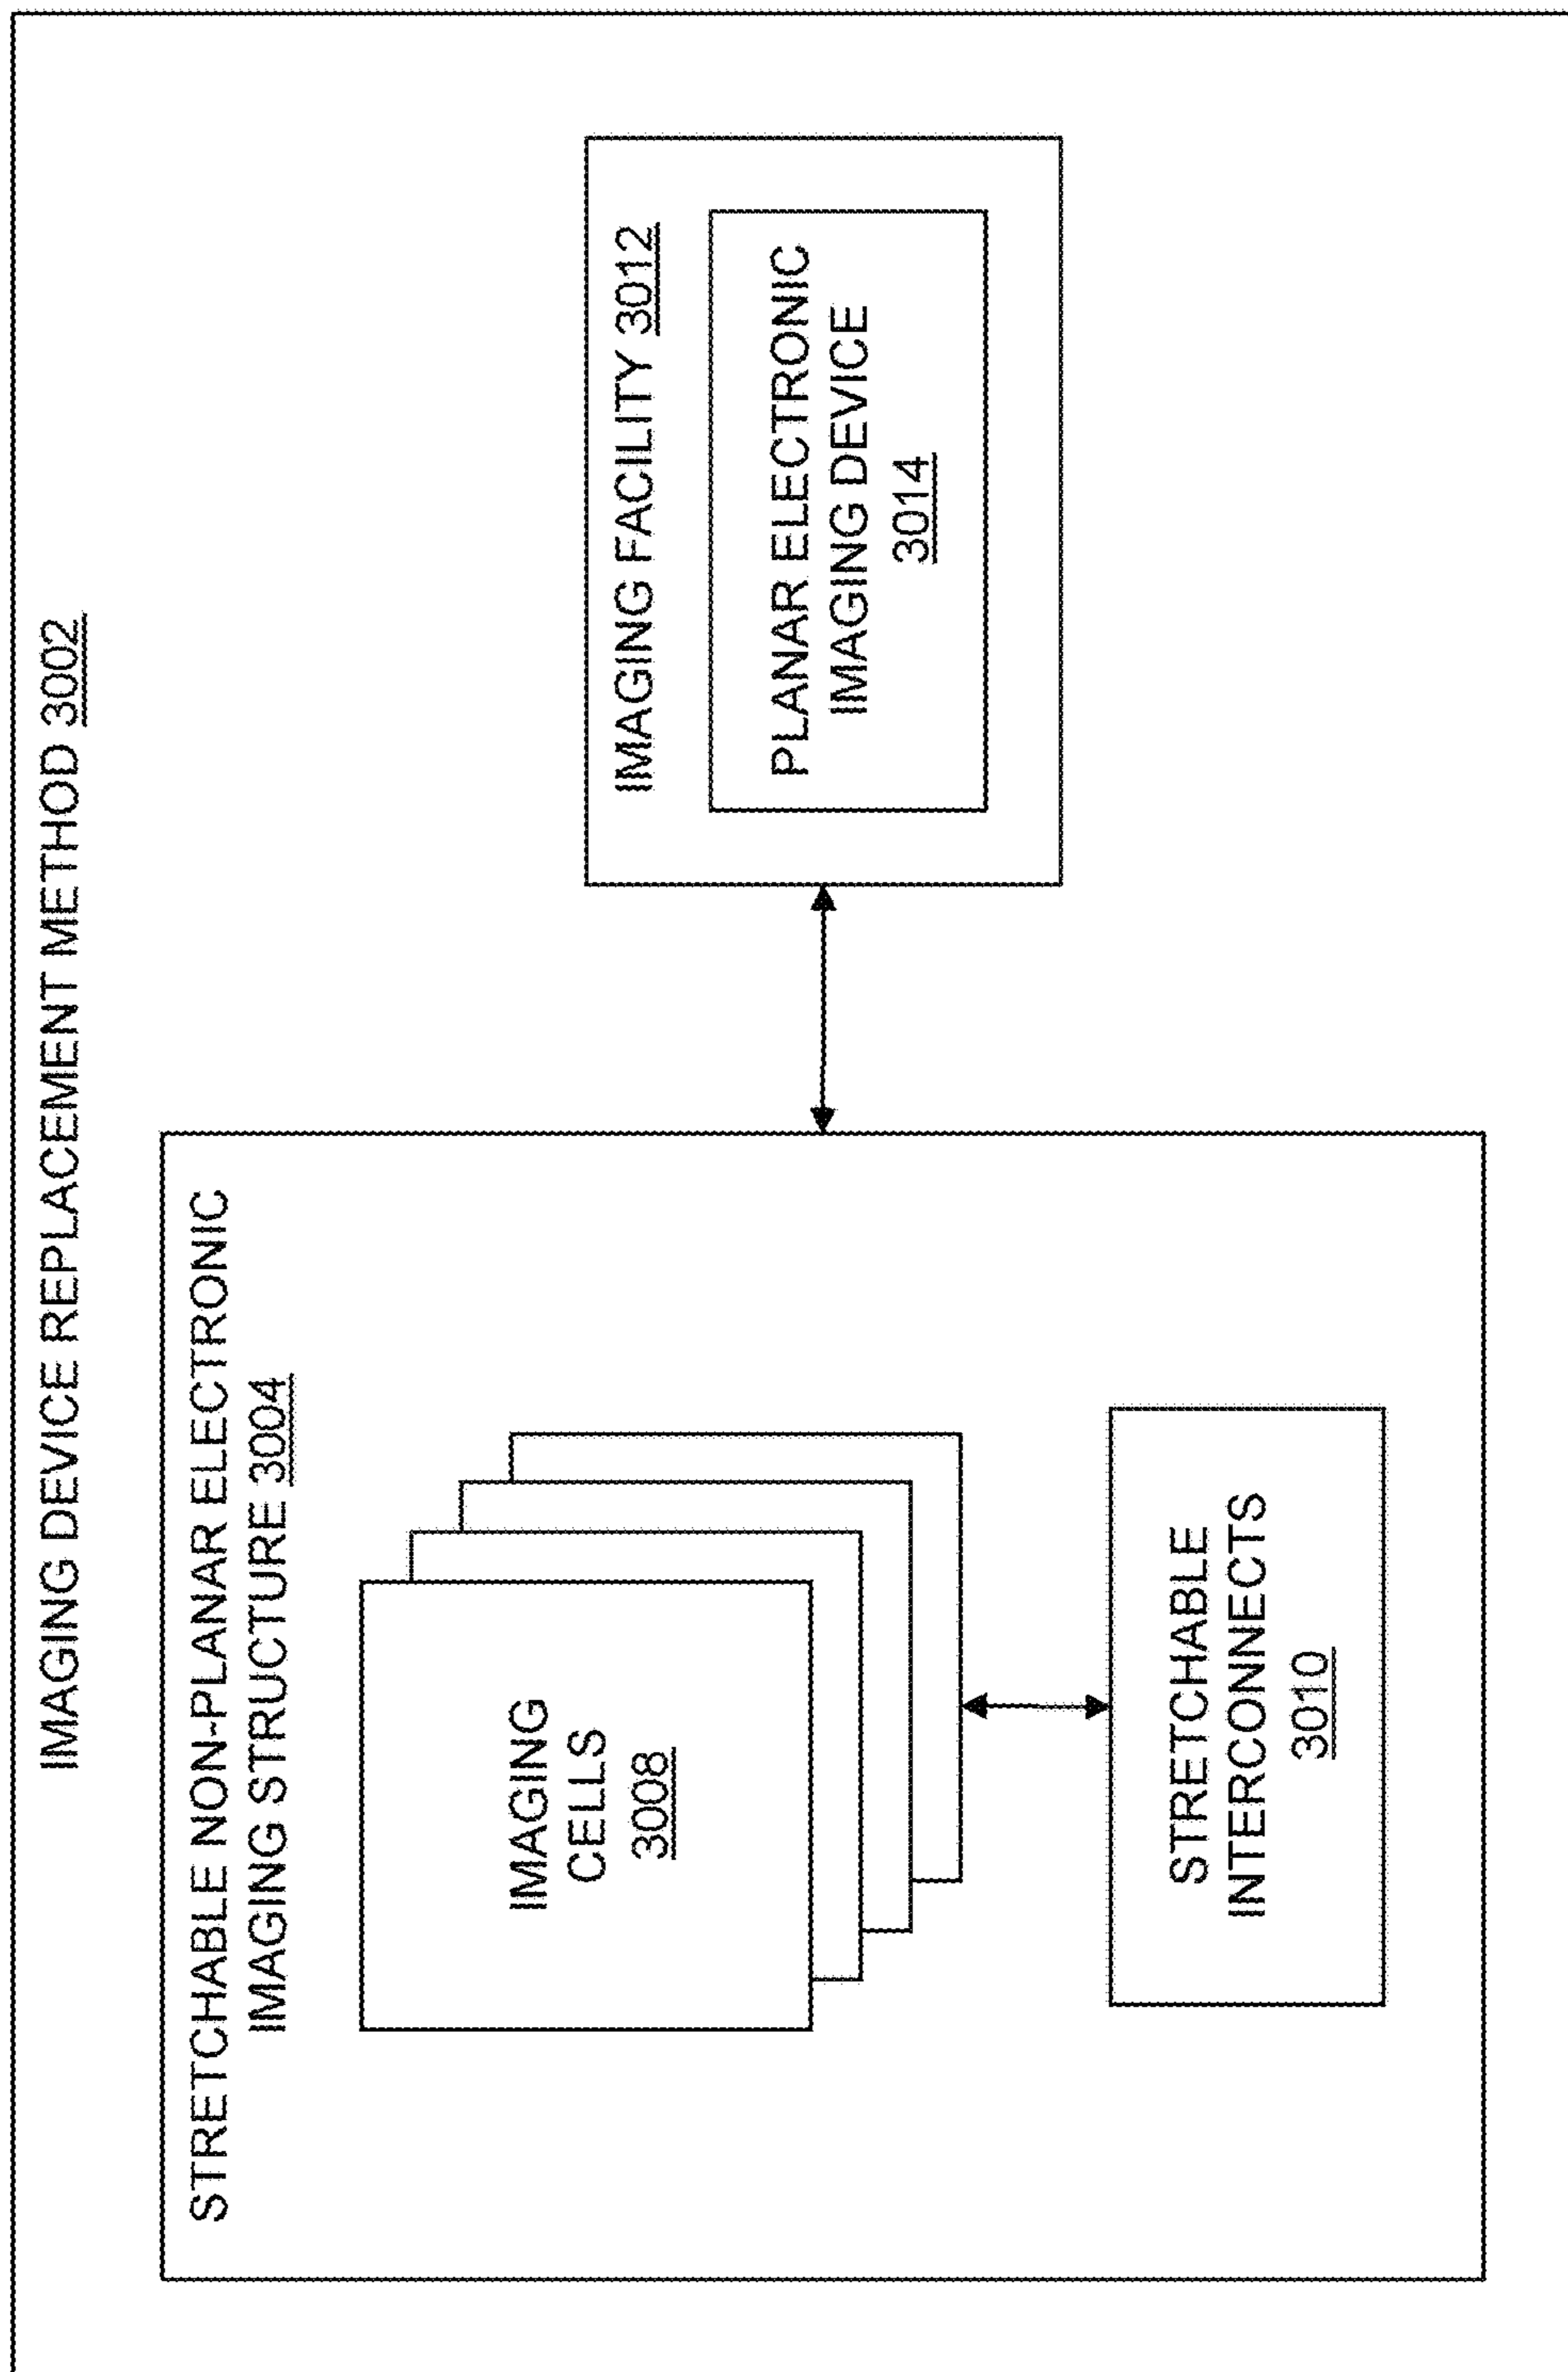 IMAGING DEVICE REPLACEMENT METHOD 3002
STRETCHABLE NON-PLANAR ELECTRONIC
IMAGING STRUCTURE 3004
IMAGING
CELLS
3008
STRETCHABLE
INTERCONNECTS
3010
IMAGING FACILITY 3012
PLANAR ELECTRONIC
IMAGING DEVICE
3014